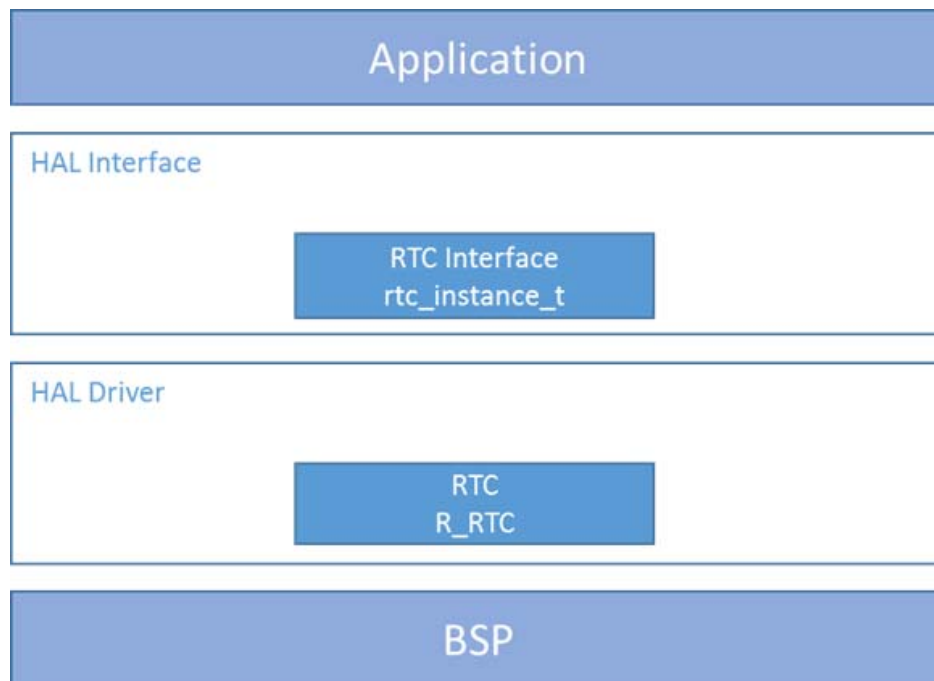 Application
HAL Interface
RTC Interface
rtc_instance_t
HAL Driver
RTC
R_RTC
BSP